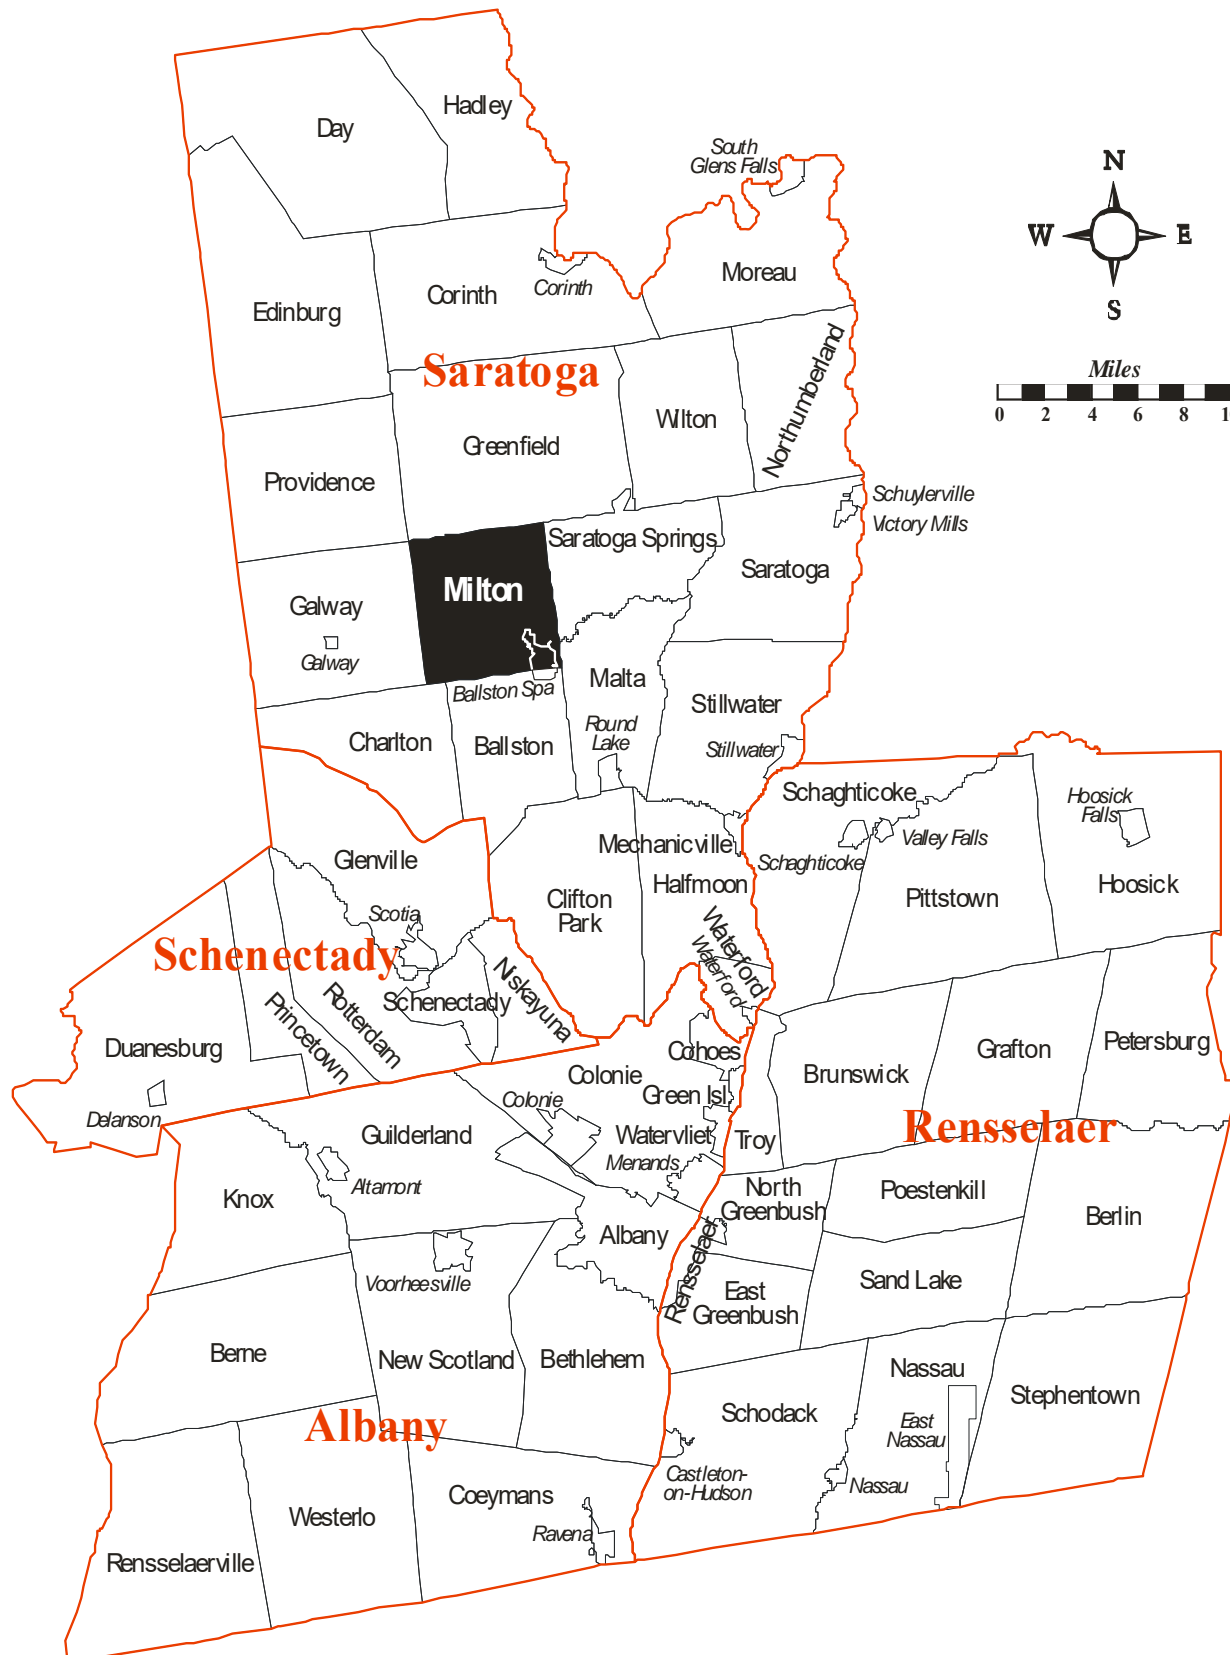 Hadley
Day
South
Glens Falls
N
W
E
S
Moreau
Corinth
Corinth
Edinburg
Miles
0 2 4 6 8 1
Saratoga
Northumberland
Wilton
Greenfield
Providence
Schuylerville
Victory Mills
Saratoga Springs
Saratoga
Milton
Galway
Galway
Ballston Spa
Malta
Stillwater
Round
Lake
Stillwater
Charlton
Ballston
Schaghticoke
Hoosick
Falls
Valley Falls
Schaghticoke
Mechanicville
Halfmoon
Glenville
Clifton
Park
Pittstown
Hoosick
Scotia
Waterford
Waterford
Schenectady
Niskayuna
Schenectady
Rotterdam
Princetown
Duanesburg
Delanson
Cohoes
Colonie
Green Isl
Colonie
Brunswick
Grafton
Petersburg
Rensselaer
Guilderland
Watervliet
Menands
Troy
Altamont
Knox
North
Greenbush
Poestenkill
Berlin
Albany
Rensselaer
Voorheesville
East
Greenbush
Sand Lake
Berne
New Scotland
Bethlehem
Nassau
Stephentown
Schodack
East
Nassau
Albany
Castleton-
on-Hudson
Nassau
Coeymans
Westerlo
Ravena
Rensselaerville